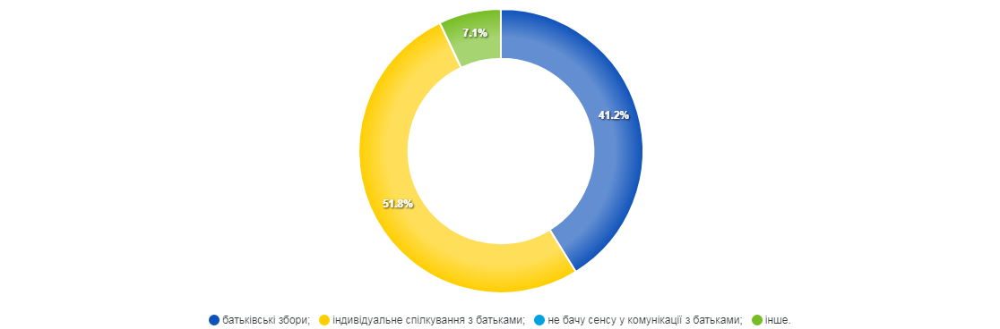 7.1%
41.2%
51.8%
батьківські збори; індивідуальне спілкування з батьками; не бачу сенсу у комунікації з батьками; інше.